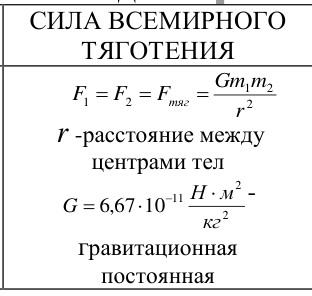 СИЛА ВСЕМИРНОГО
ТЯГОТЕНИЯ
F₁ = F₂ = Fтяг = Gm₁m₂ / r²
r -расстояние между
центрами тел
G = 6,67·10⁻¹¹ Н·м² / кг² -
гравитационная
постоянная